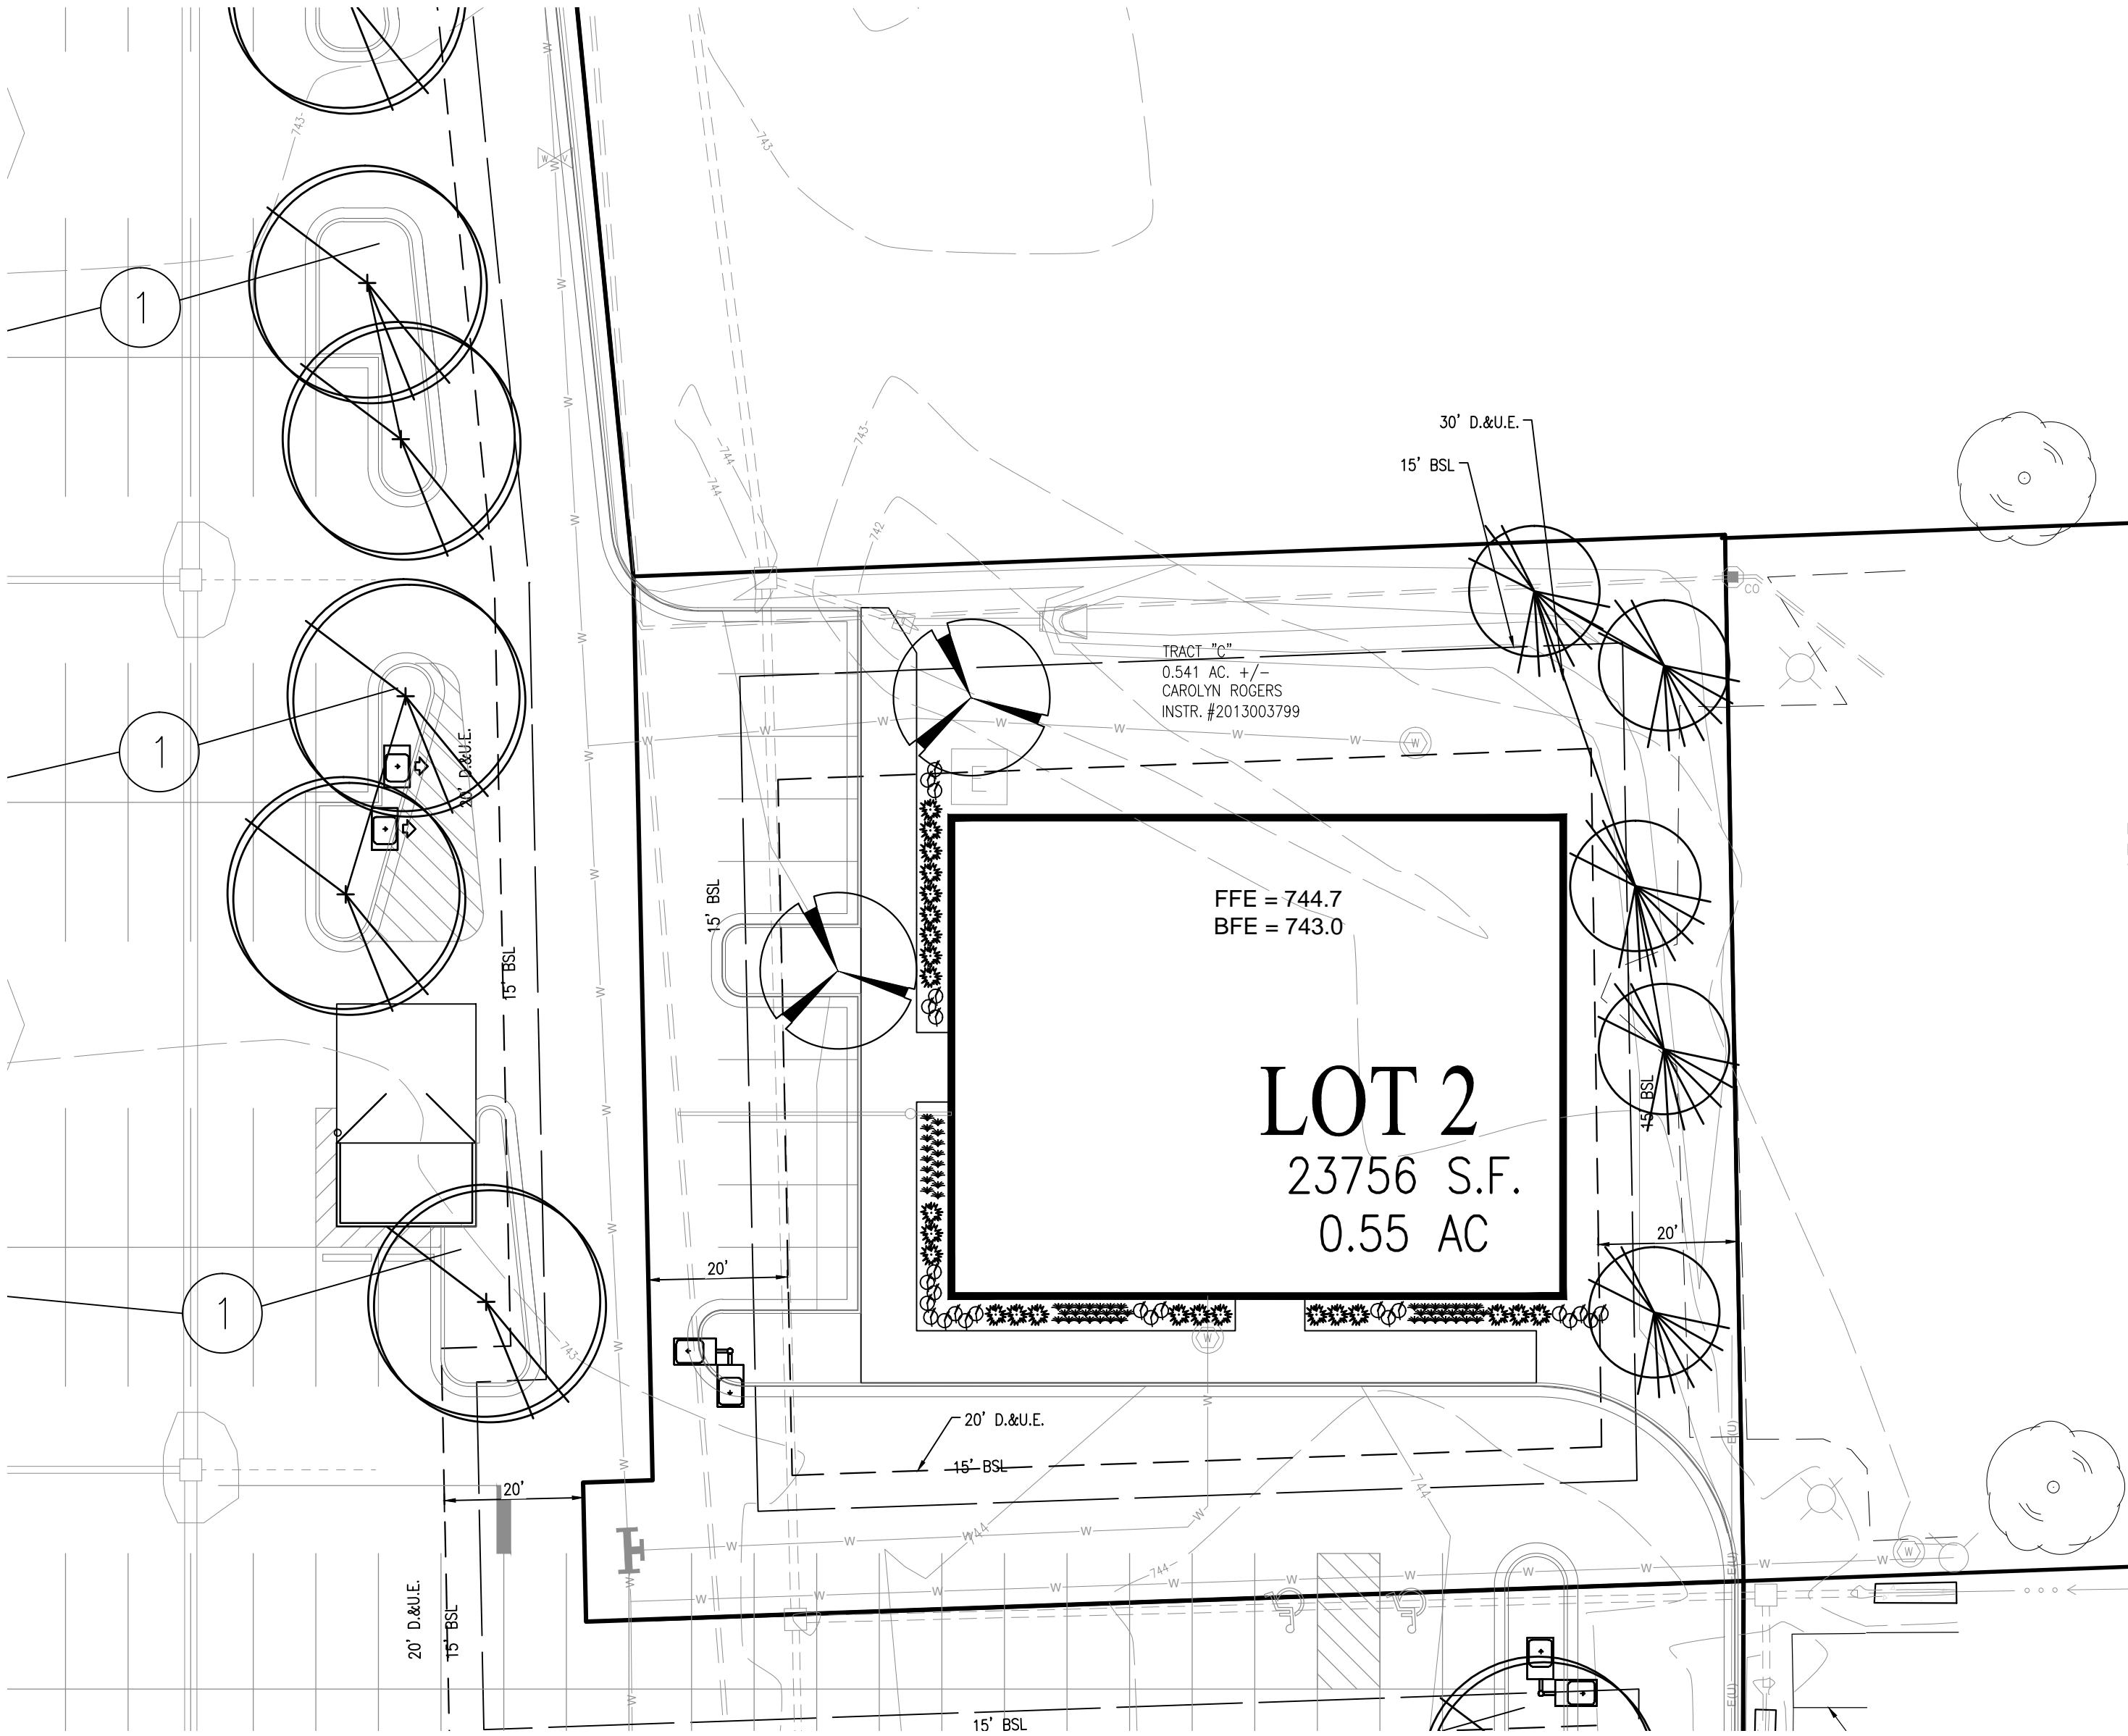 743
743
W
W V
W
W
1
W
W
30' D.&U.E.
15' BSL
743
744
744
742
W
CO
TRACT "C"
0.541 AC. +/-
CAROLYN ROGERS
INSTR. #2013003799
W
W
W
W
W
W
W
W
W
1
W
20' D.&U.E.
E
W
15' BSL
FFE = 744.7
BFE = 743.0
15' BSL
W
W
LOT 2
15' BSL
23756 S.F.
0.55 AC
W
20'
20'
1
W
743
W
W
W
20' D.&U.E.
E(U)
15' BSL
W
744
20'
W
W
744
W
W
W
W
744
W
W
W
W
W
W
W
W
W
W
W
W
E(U)
20' D.&U.E.
15' BSL
W
E(U)
15' BSL